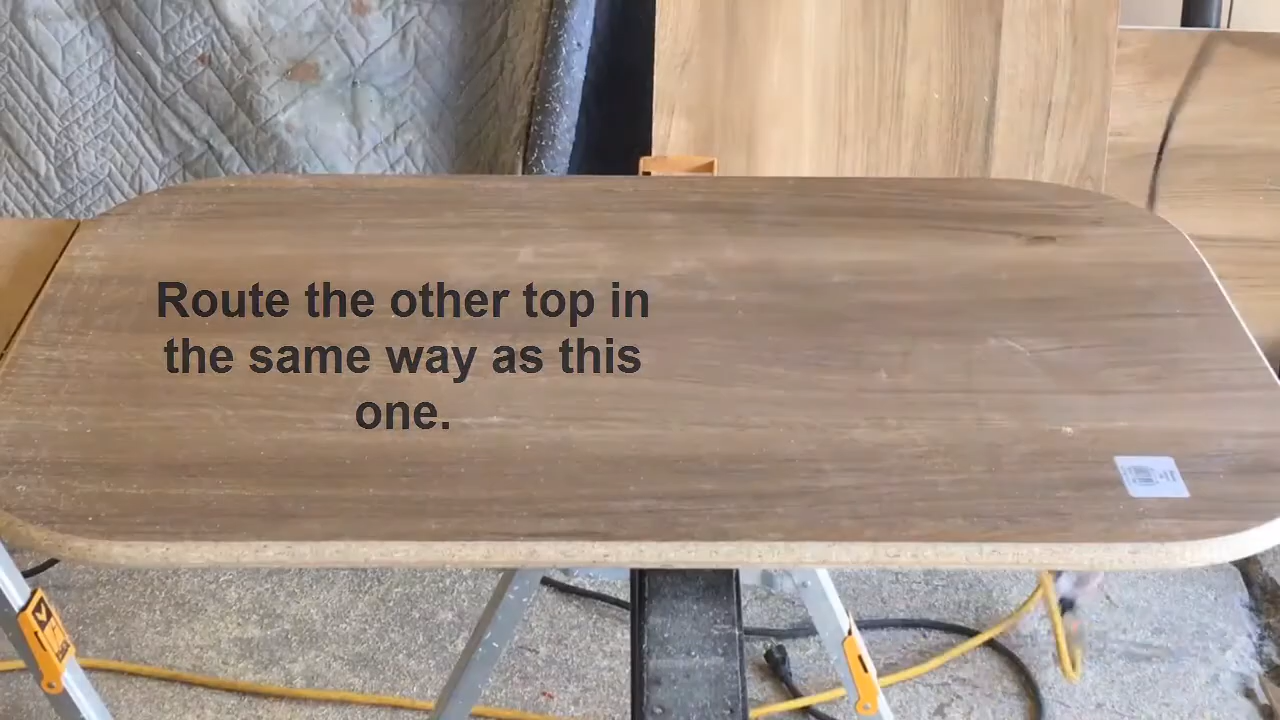 Route the other top in
the same way as this
one.